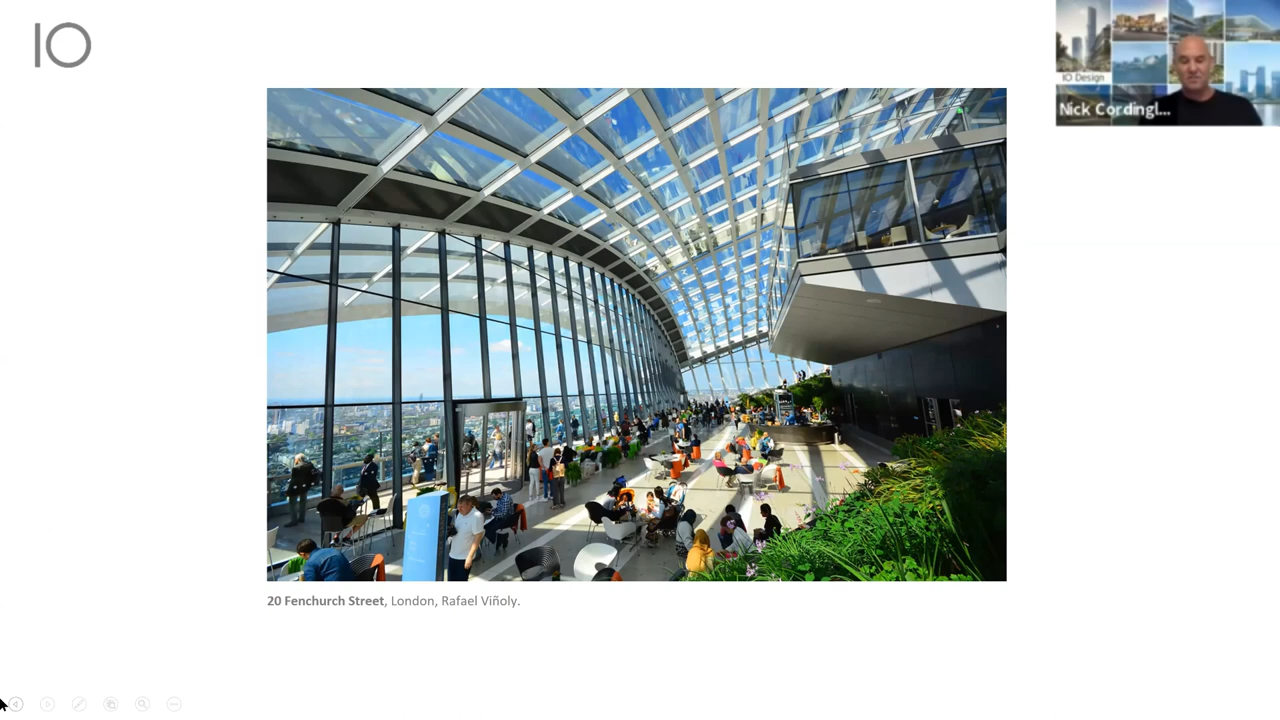 IO
IO Design
Nick Cordingl...
20 Fenchurch Street, London, Rafael Viñoly.